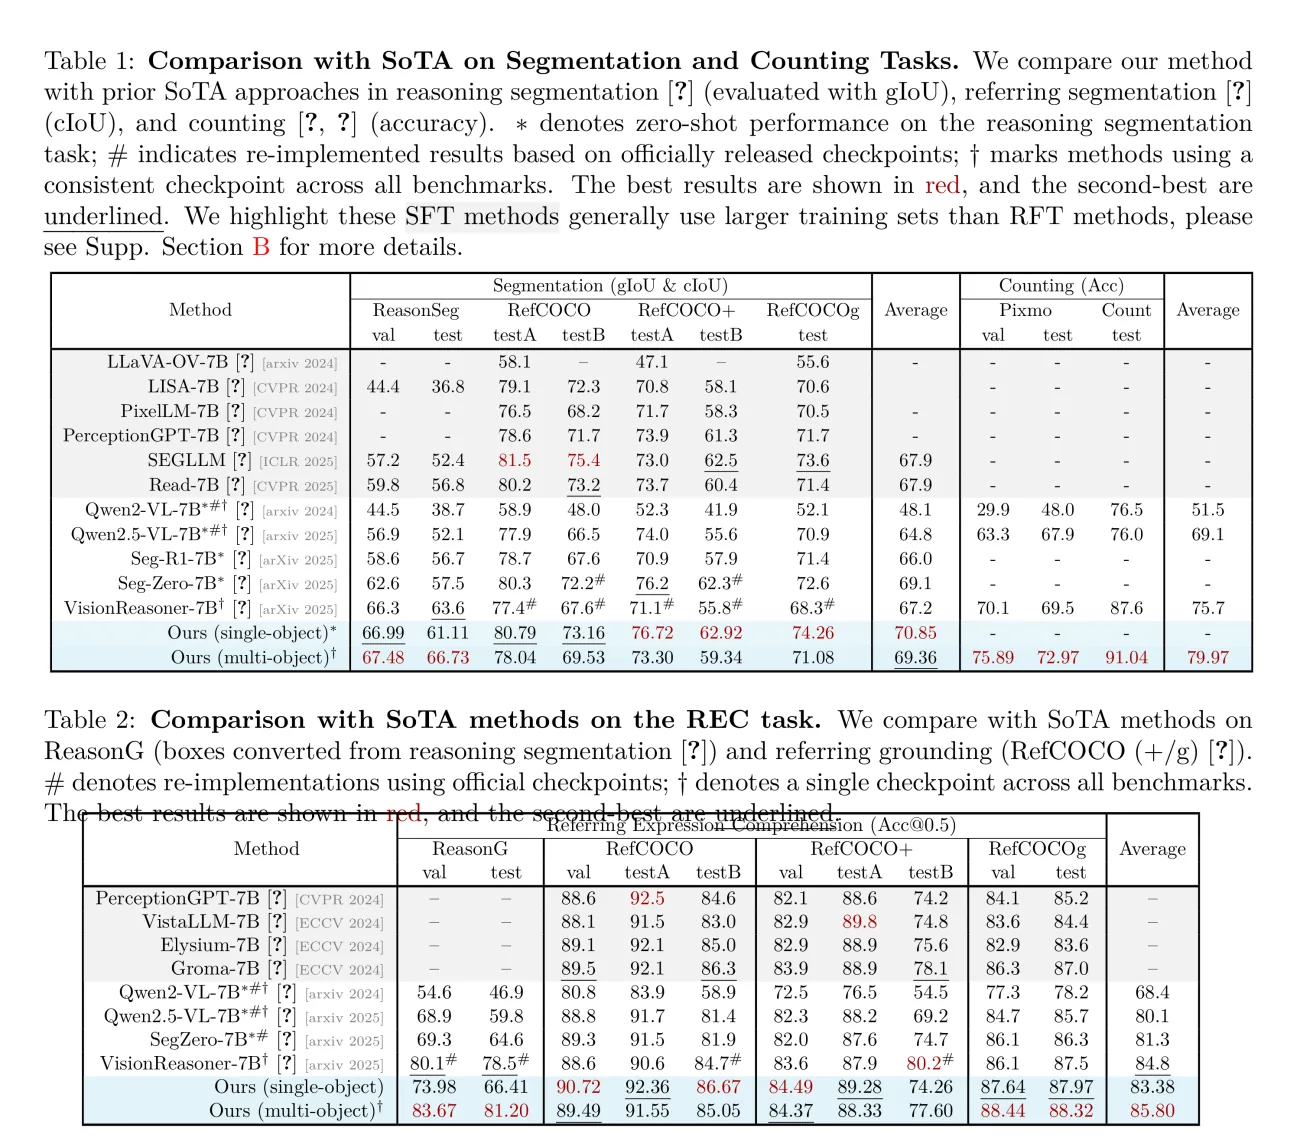 Table 1: Comparison with SoTA on Segmentation and Counting Tasks. We compare our method
with prior SoTA approaches in reasoning segmentation [?] (evaluated with gIoU), referring segmentation [?]
(cIoU), and counting [?, ?] (accuracy). * denotes zero-shot performance on the reasoning segmentation
task; # indicates re-implemented results based on officially released checkpoints; † marks methods using a
consistent checkpoint across all benchmarks. The best results are shown in red, and the second-best are
underlined. We highlight these SFT methods generally use larger training sets than RFT methods, please
see Supp. Section B for more details.
Segmentation (gIoU & cIoU) Counting (Acc)
Method ReasonSeg RefCOCO RefCOCO+ RefCOCOg Average Pixmo Count Average
val test testA testB testA testB test val test test
LLaVA-OV-7B [?] [arxiv 2024] - - 58.1 – 47.1 – 55.6 - - - - -
LISA-7B [?] [CVPR 2024] 44.4 36.8 79.1 72.3 70.8 58.1 70.6 - - - -
PixelLM-7B [?] [CVPR 2024] - - 76.5 68.2 71.7 58.3 70.5 - - - - -
PerceptionGPT-7B [?] [CVPR 2024] - - 78.6 71.7 73.9 61.3 71.7 - - - - -
SEGLLM [?] [ICLR 2025] 57.2 52.4 81.5 75.4 73.0 62.5 73.6 67.9 - - - -
Read-7B [?] [CVPR 2025] 59.8 56.8 80.2 73.2 73.7 60.4 71.4 67.9 - - - -
Qwen2-VL-7B*#† [?] [arxiv 2024] 44.5 38.7 58.9 48.0 52.3 41.9 52.1 48.1 29.9 48.0 76.5 51.5
Qwen2.5-VL-7B*#† [?] [arxiv 2025] 56.9 52.1 77.9 66.5 74.0 55.6 70.9 64.8 63.3 67.9 76.0 69.1
Seg-R1-7B* [?] [arXiv 2025] 58.6 56.7 78.7 67.6 70.9 57.9 71.4 66.0 - - - -
Seg-Zero-7B* [?] [arXiv 2025] 62.6 57.5 80.3 72.2# 76.2 62.3# 72.6 69.1 - - - -
VisionReasoner-7B† [?] [arXiv 2025] 66.3 63.6 77.4# 67.6# 71.1# 55.8# 68.3# 67.2 70.1 69.5 87.6 75.7
Ours (single-object)* 66.99 61.11 80.79 73.16 76.72 62.92 74.26 70.85 - - - -
Ours (multi-object)† 67.48 66.73 78.04 69.53 73.30 59.34 71.08 69.36 75.89 72.97 91.04 79.97
Table 2: Comparison with SoTA methods on the REC task. We compare with SoTA methods on
ReasonG (boxes converted from reasoning segmentation [?]) and referring grounding (RefCOCO (+/g) [?]).
# denotes re-implementations using official checkpoints; † denotes a single checkpoint across all benchmarks.
The best results are shown in red, and the second-best are underlined.
Referring Expression Comprehension (Acc@0.5)
Method ReasonG RefCOCO RefCOCO+ RefCOCOg Average
val test val testA testB val testA testB val test
PerceptionGPT-7B [?] [CVPR 2024] – – 88.6 92.5 84.6 82.1 88.6 74.2 84.1 85.2 –
VistaLLM-7B [?] [ECCV 2024] – – 88.1 91.5 83.0 82.9 89.8 74.8 83.6 84.4 –
Elysium-7B [?] [ECCV 2024] – – 89.1 92.1 85.0 82.9 88.9 75.6 82.9 83.6 –
Groma-7B [?] [ECCV 2024] – – 89.5 92.1 86.3 83.9 88.9 78.1 86.3 87.0 –
Qwen2-VL-7B*#† [?] [arxiv 2024] 54.6 46.9 80.8 83.9 58.9 72.5 76.5 54.5 77.3 78.2 68.4
Qwen2.5-VL-7B*#† [?] [arxiv 2025] 68.9 59.8 88.8 91.7 81.4 82.3 88.2 69.2 84.7 85.7 80.1
SegZero-7B*# [?] [arxiv 2025] 69.3 64.6 89.3 91.5 81.9 82.0 87.6 74.7 86.1 86.3 81.3
VisionReasoner-7B† [?] [arxiv 2025] 80.1# 78.5# 88.6 90.6 84.7# 83.6 87.9 80.2# 86.1 87.5 84.8
Ours (single-object) 73.98 66.41 90.72 92.36 86.67 84.49 89.28 74.26 87.64 87.97 83.38
Ours (multi-object)† 83.67 81.20 89.49 91.55 85.05 84.37 88.33 77.60 88.44 88.32 85.80